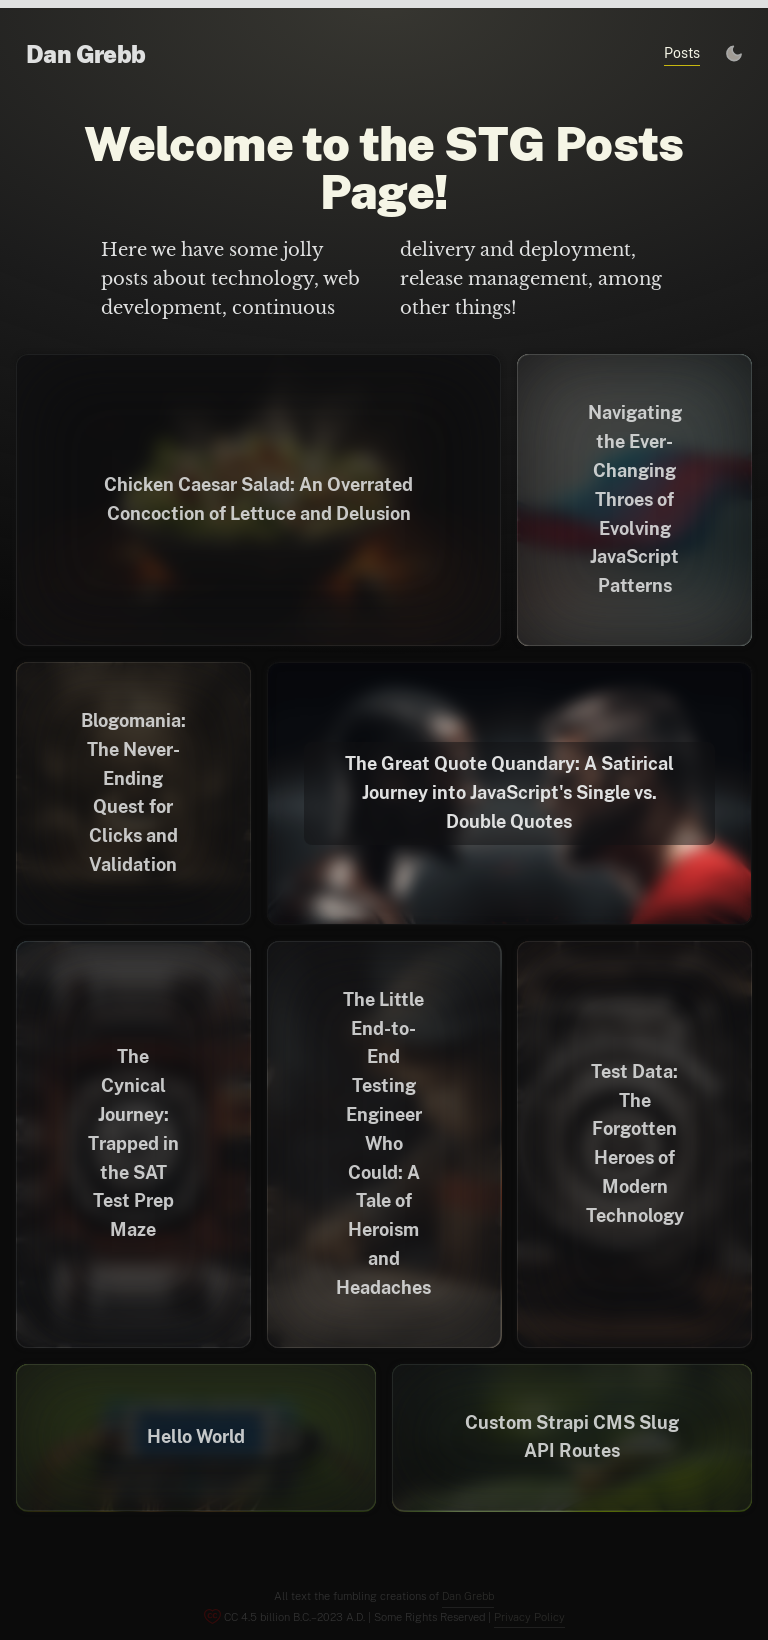 Dan Grebb
Posts
Welcome to the STG Posts
Page!
Here we have some jolly
posts about technology, web
development, continuous
delivery and deployment,
release management, among
other things!
Chicken Caesar Salad: An Overrated
Concoction of Lettuce and Delusion
Navigating
the Ever-
Changing
Throes of
Evolving
JavaScript
Patterns
Blogomania:
The Never-
Ending
Quest for
Clicks and
Validation
The Great Quote Quandary: A Satirical
Journey into JavaScript's Single vs.
Double Quotes
The
Cynical
Journey:
Trapped in
the SAT
Test Prep
Maze
The Little
End-to-
End
Testing
Engineer
Who
Could: A
Tale of
Heroism
and
Headaches
Test Data:
The
Forgotten
Heroes of
Modern
Technology
Hello World
Custom Strapi CMS Slug
API Routes
All text the fumbling creations of Dan Grebb
CC 4.5 billion B.C.–2023 A.D. | Some Rights Reserved | Privacy Policy